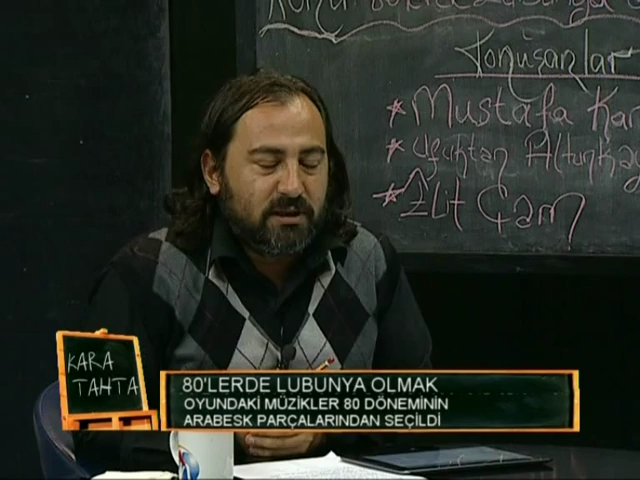 Konuşanlar
* Mustafa Kar
* Uğuktan Altunkay
* Elit Çam
KARA
TAHTA
80'LERDE LUBUNYA OLMAK
OYUNDAKİ MÜZİKLER 80 DÖNEMİNİN
ARABESK PARÇALARINDAN SEÇİLDİ